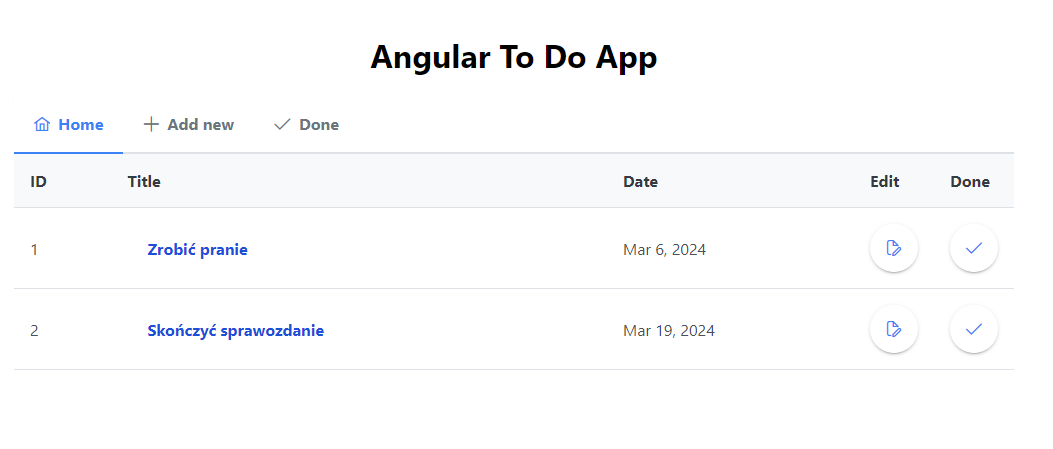 Angular To Do App
Home Add new Done
ID Title Date Edit Done
1 Zrobić pranie Mar 6, 2024
2 Skończyć sprawozdanie Mar 19, 2024